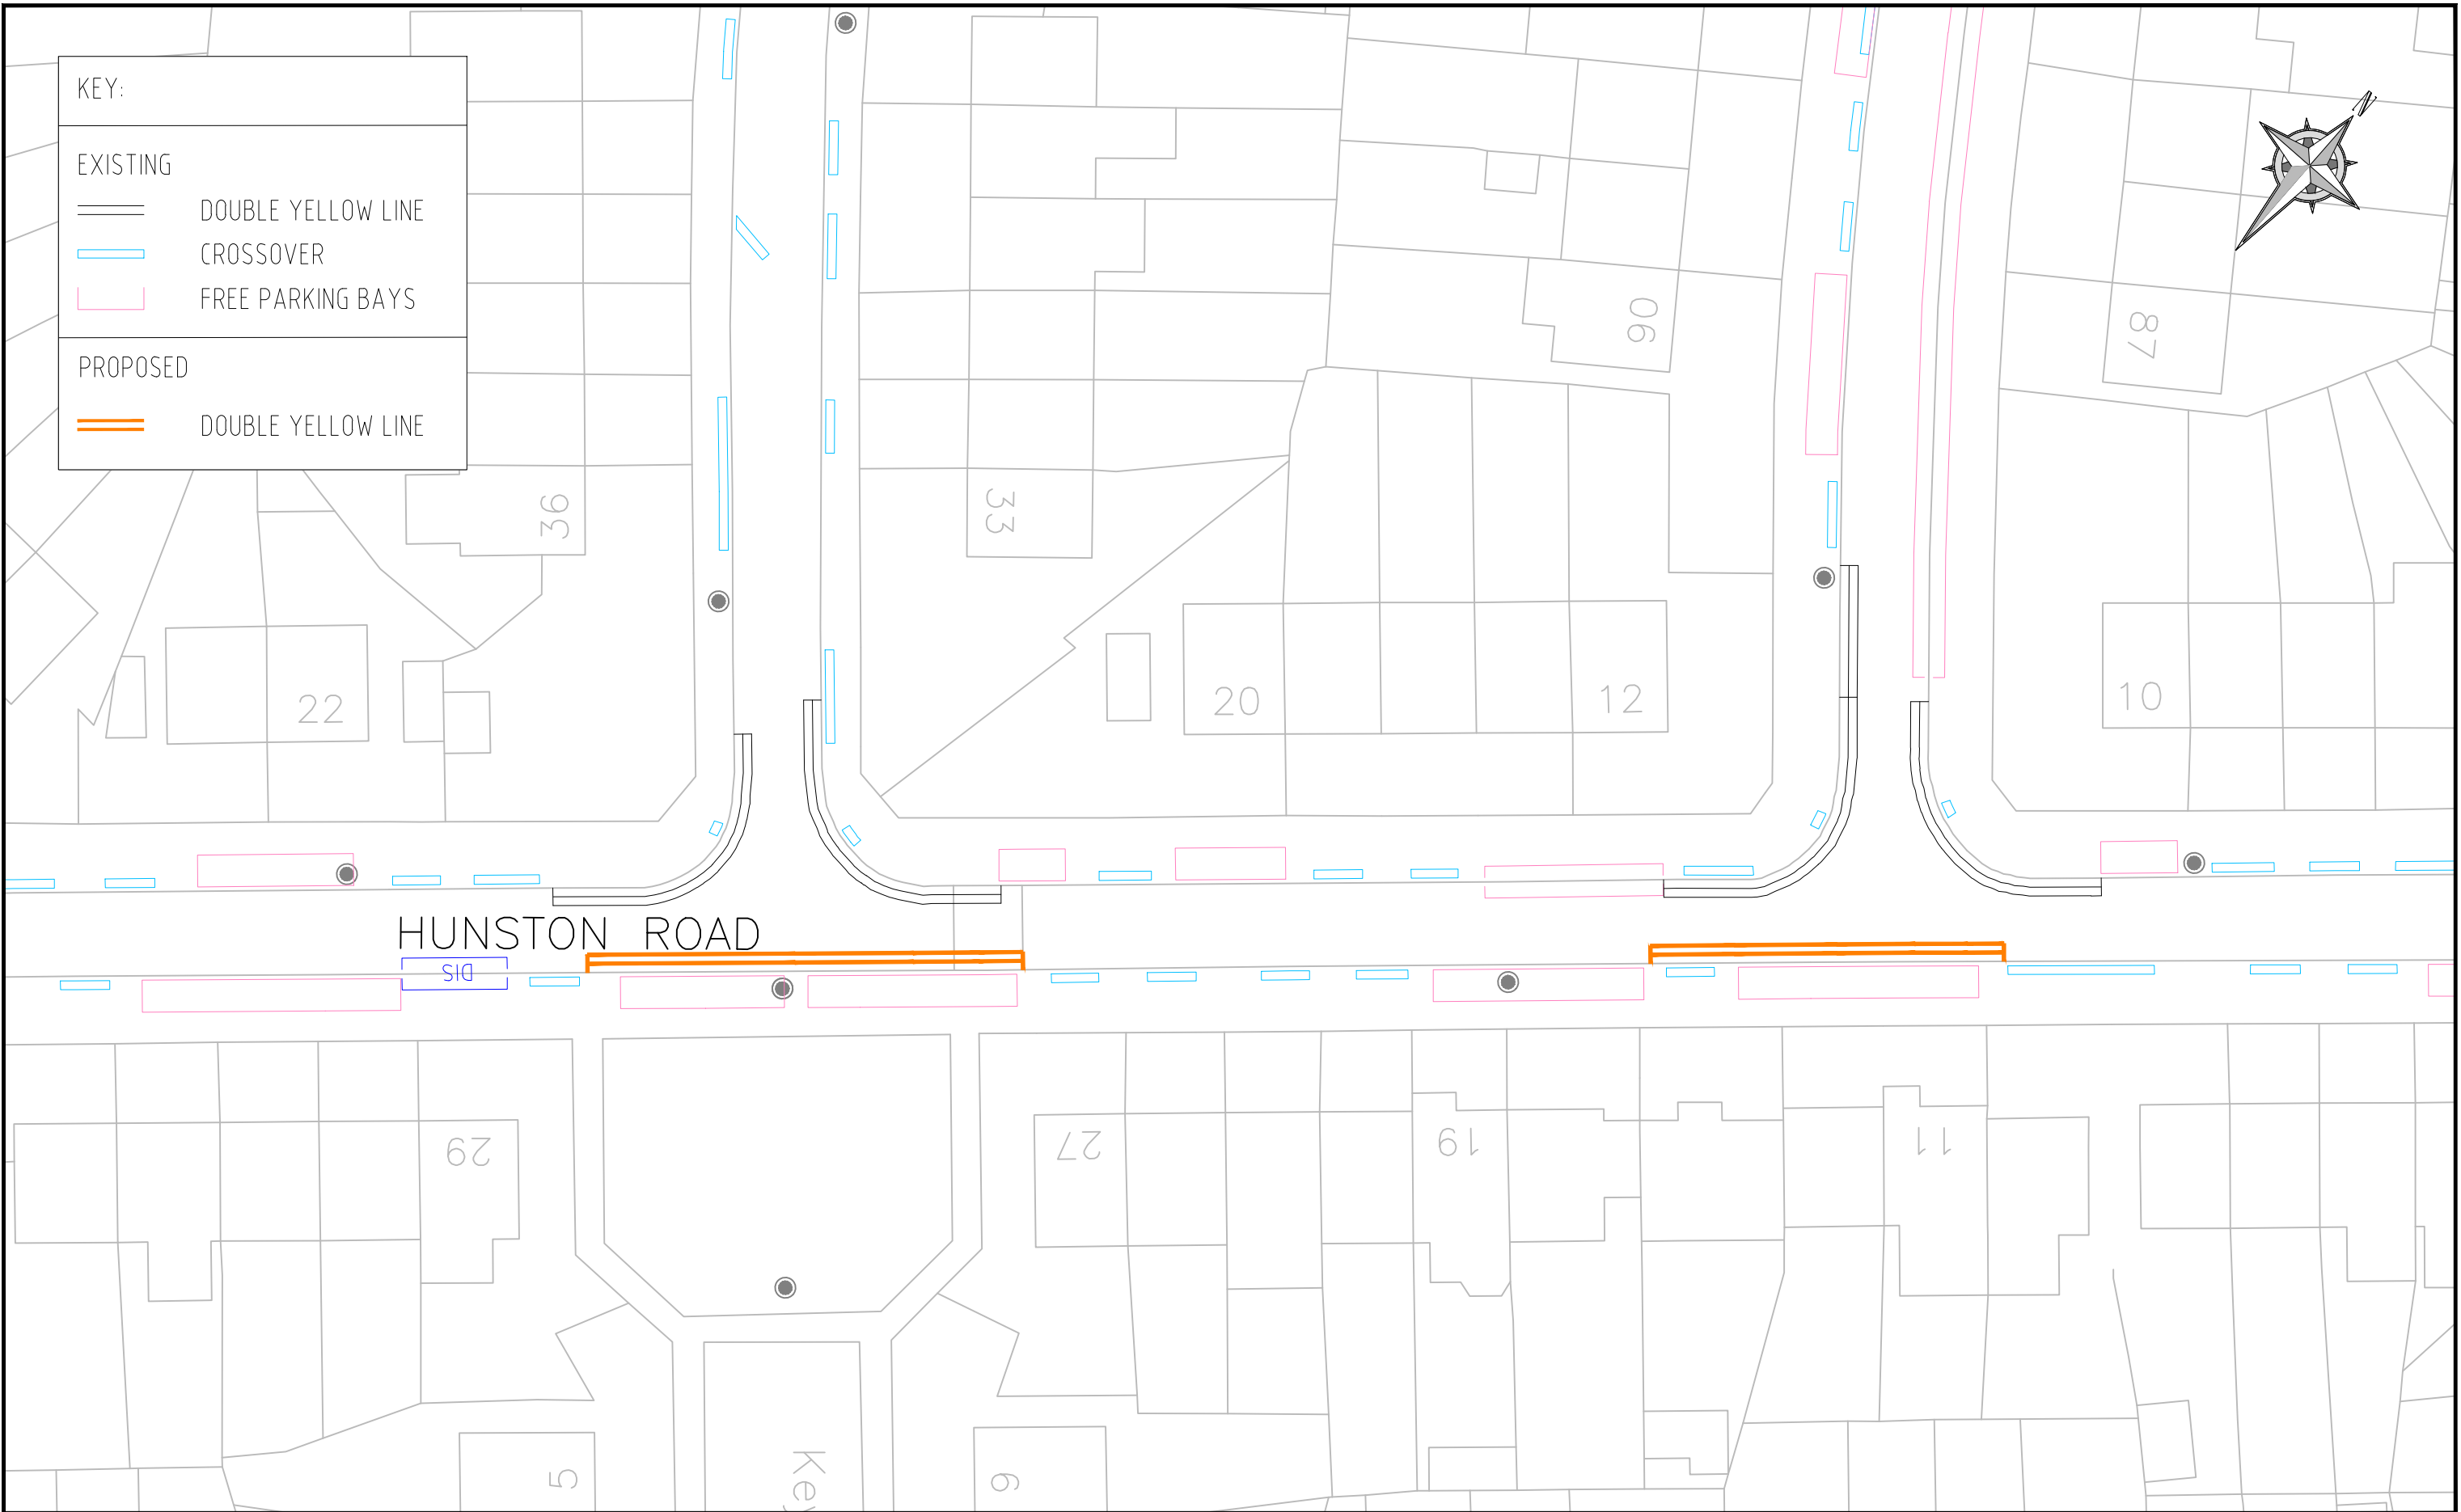 KEY:
EXISTING
DOUBLE YELLOW LINE
CROSSOVER
FREE PARKING BAYS
PROPOSED
DOUBLE YELLOW LINE
N
90
87
36
33
22
20
12
10
HUNSTON ROAD
DIS
29
27
19
11
5
6
Key